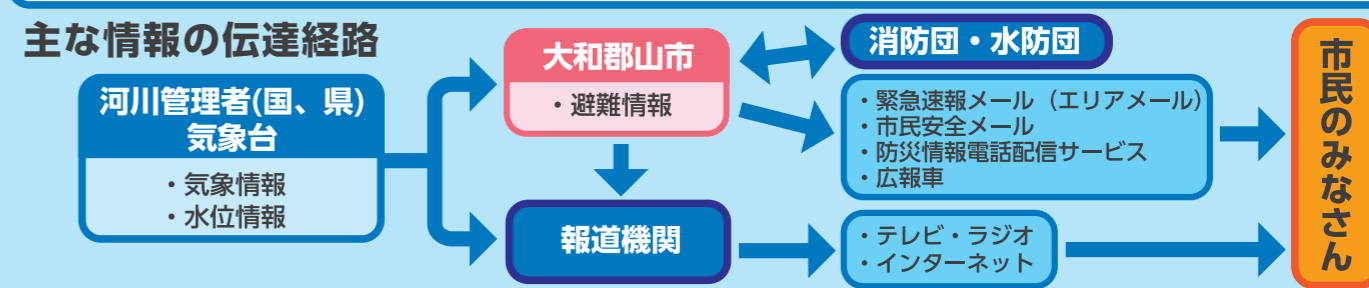 主な情報の伝達経路
河川管理者(国、県)
気象台
・気象情報
・水位情報
大和郡山市
・避難情報
報道機関
消防団・水防団
・緊急速報メール（エリアメール）
・市民安全メール
・防災情報電話配信サービス
・広報車
・テレビ・ラジオ
・インターネット
市民のみなさん